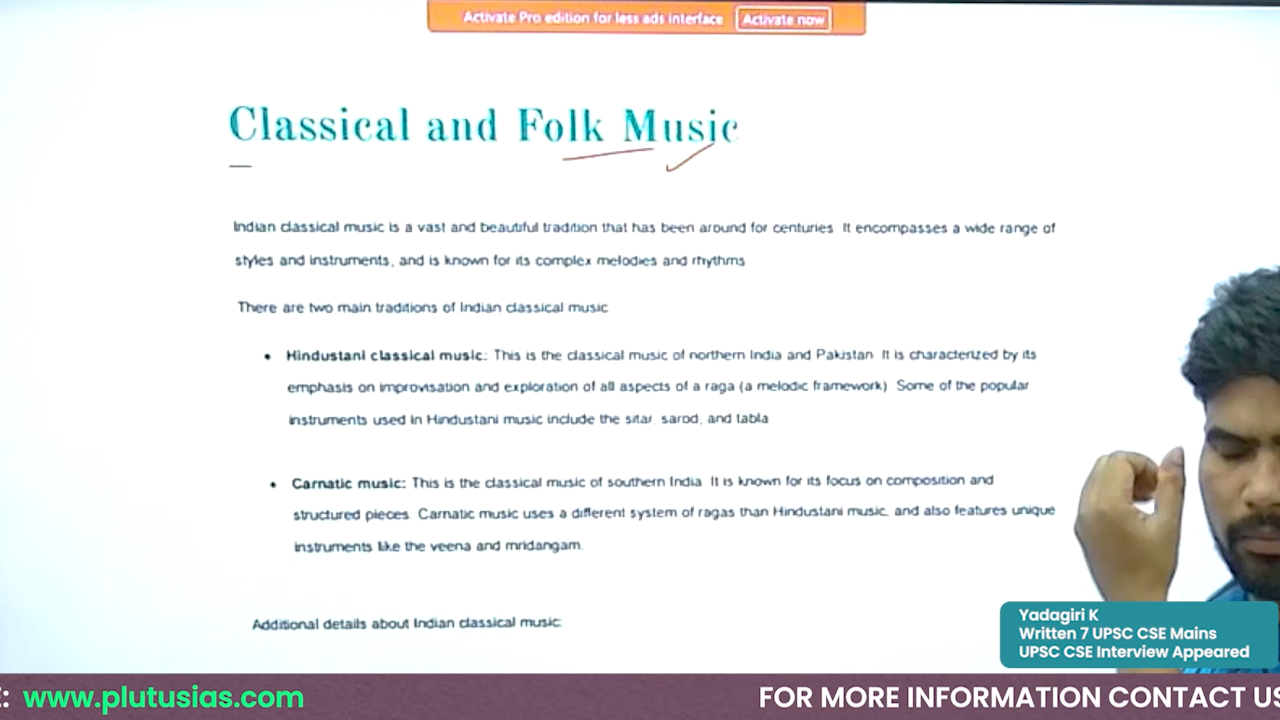 Activate Pro edition for less ads interface Activate now
Classical and Folk Music
Indian classical music is a vast and beautiful tradition that has been around for centuries. It encompasses a wide range of
styles and instruments, and is known for its complex melodies and rhythms
There are two main traditions of Indian classical music
• Hindustani classical music: This is the classical music of northern India and Pakistan. It is characterized by its
emphasis on improvisation and exploration of all aspects of a raga (a melodic framework). Some of the popular
instruments used in Hindustani music include the sitar, sarod, and tabla
• Carnatic music: This is the classical music of southern India. It is known for its focus on composition and
structured pieces. Carnatic music uses a different system of ragas than Hindustani music, and also features unique
instruments like the veena and mridangam.
Additional details about Indian classical music:
Yadagiri K
Written 7 UPSC CSE Mains
UPSC CSE Interview Appeared
E: www.plutusias.com FOR MORE INFORMATION CONTACT US